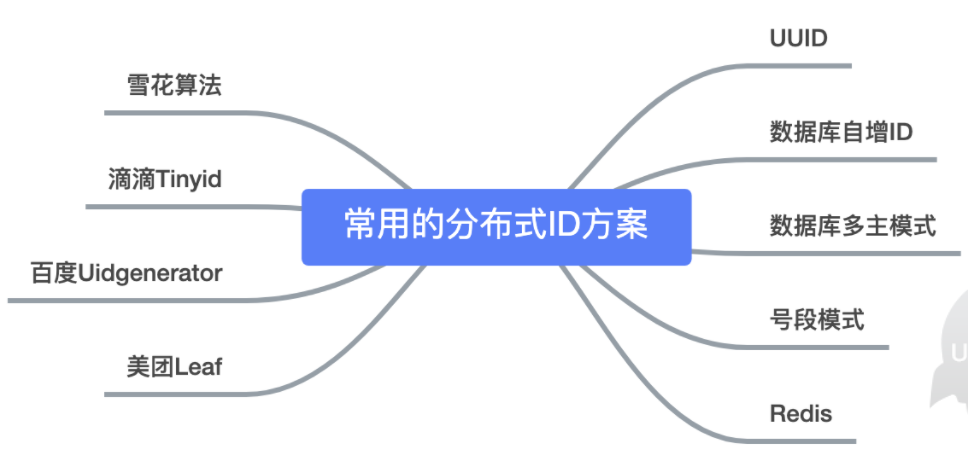 常用的分布式ID方案
UUID
数据库自增ID
数据库多主模式
号段模式
Redis
雪花算法
滴滴Tinyid
百度Uidgenerator
美团Leaf